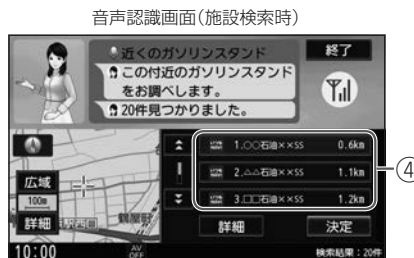 音声認識画面(施設検索時)
近くのガソリンスタンド
終了
この付近のガソリンスタンド
をお調べします。
20件見つかりました。
1.○○石油××SS 0.6km
2.△△石油××SS 1.1km
3.□□石油××SS 1.2km
④
広域
100m
詳細
詳細
決定
10:00
AV
OFF
検索結果:20件